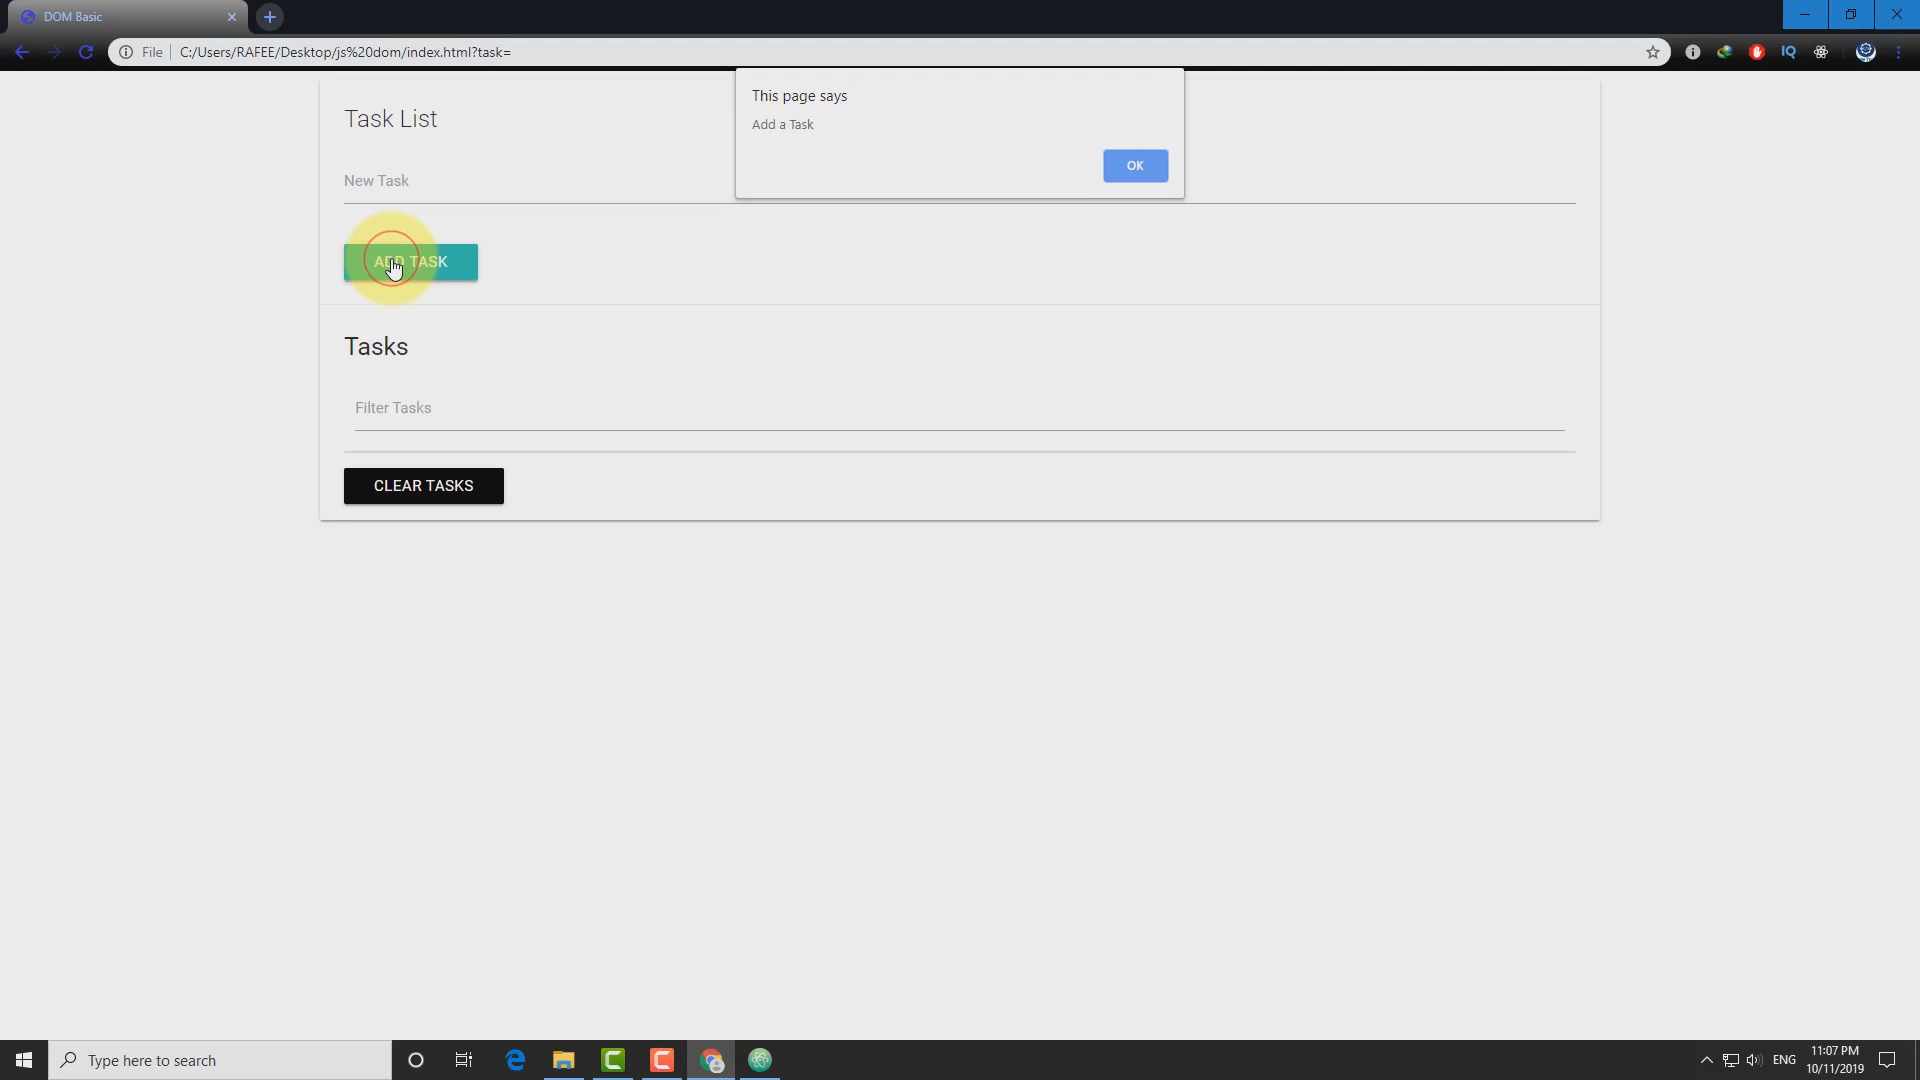 DOM Basic
File C:/Users/RAFEE/Desktop/js%20dom/index.html?task=
IQ
This page says
Add a Task
OK
Task List
New Task
ADD TASK
Tasks
Filter Tasks
CLEAR TASKS
Type here to search
ENG
11:07 PM
10/11/2019